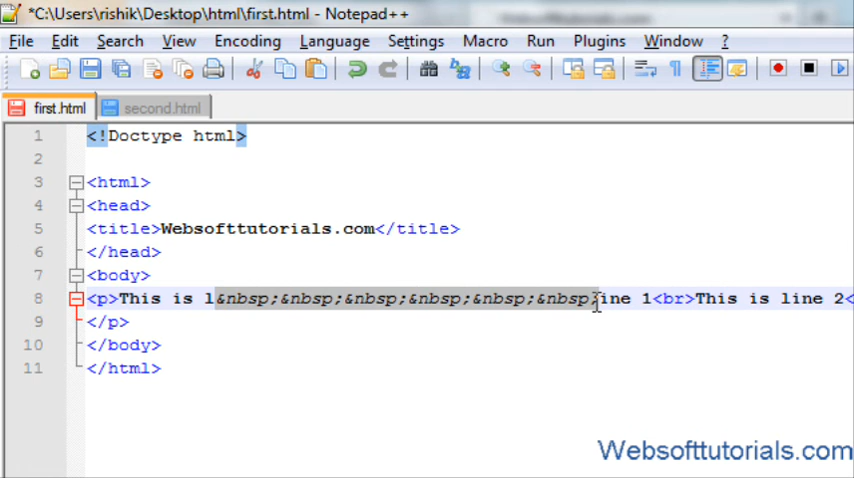 *C:\Users\rishik\Desktop\html\first.html - Notepad++
File Edit Search View Encoding Language Settings Macro Run Plugins Window ?
first.html second.html
1 <!Doctype html>
2
3 <html>
4 <head>
5 <title>Websofttutorials.com</title>
6 </head>
7 <body>
8 <p>This is l&nbsp;&nbsp;&nbsp;&nbsp;&nbsp;&nbsp;ine 1<br>This is line 2<
9 </p>
10 </body>
11 </html>
Websofttutorials.com